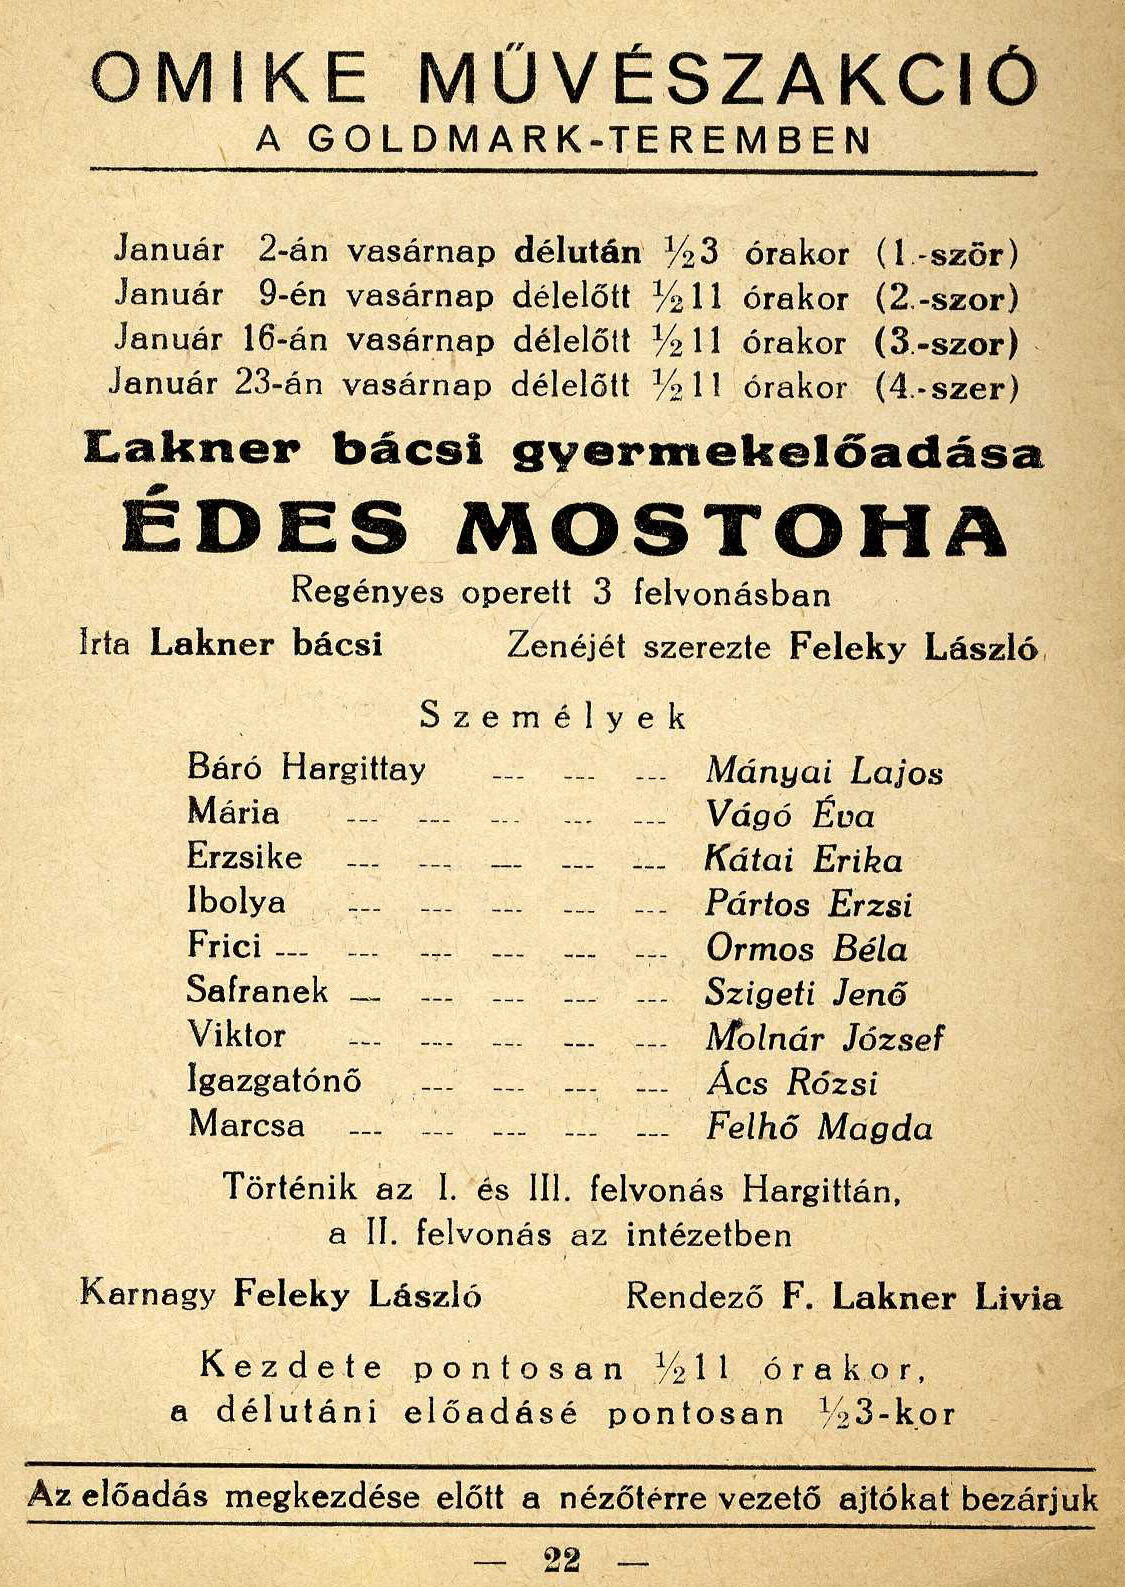 OMIKE MŰVÉSZAKCIÓ
A GOLDMARK-TEREMBEN
Január 2-án vasárnap délután ½3 órakor (1.-ször)
Január 9-én vasárnap délelőtt ½11 órakor (2.-szor)
Január 16-án vasárnap délelőtt ½11 órakor (3.-szor)
Január 23-án vasárnap délelőtt ½11 órakor (4.-szer)
Lakner bácsi gyermekelőadása
ÉDES MOSTOHA
Regényes operett 3 felvonásban
Irta Lakner bácsi Zenéjét szerezte Feleky László
Személyek
Báró Hargittay --- --- --- Mányai Lajos
Mária --- --- --- --- --- Vágó Éva
Erzsike --- --- --- --- --- Kátai Erika
Ibolya --- --- --- --- --- Pártos Erzsi
Frici --- --- --- --- --- --- Ormos Béla
Safranek --- --- --- --- --- Szigeti Jenő
Viktor --- --- --- --- --- Molnár József
Igazgatónő --- --- --- --- Ács Rózsi
Marcsa --- --- --- --- --- Felhő Magda
Történik az I. és III. felvonás Hargittán,
a II. felvonás az intézetben
Karnagy Feleky László Rendező F. Lakner Livia
Kezdete pontosan ½11 órakor,
a délutáni előadásé pontosan ½3-kor
Az előadás megkezdése előtt a nézőtérre vezető ajtókat bezárjuk
— 22 —